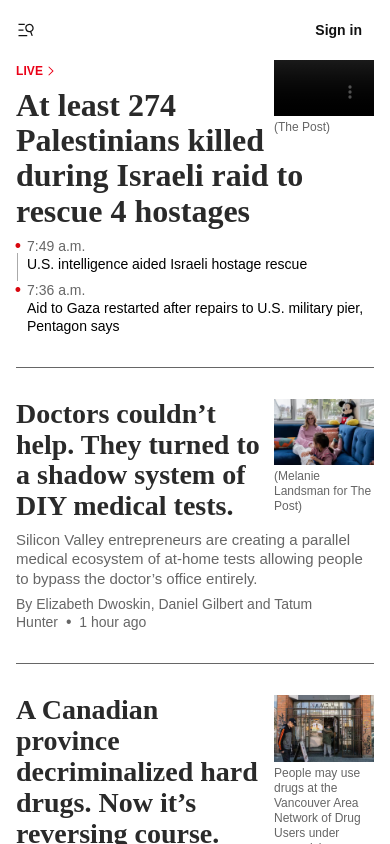 Sign in
LIVE
At least 274
Palestinians killed
during Israeli raid to
rescue 4 hostages
(The Post)
7:49 a.m.
U.S. intelligence aided Israeli hostage rescue
7:36 a.m.
Aid to Gaza restarted after repairs to U.S. military pier,
Pentagon says
Doctors couldn’t
help. They turned to
a shadow system of
DIY medical tests.
(Melanie
Landsman for The
Post)
Silicon Valley entrepreneurs are creating a parallel
medical ecosystem of at-home tests allowing people
to bypass the doctor’s office entirely.
By Elizabeth Dwoskin, Daniel Gilbert and Tatum
Hunter • 1 hour ago
A Canadian
province
decriminalized hard
drugs. Now it’s
reversing course.
People may use
drugs at the
Vancouver Area
Network of Drug
Users under